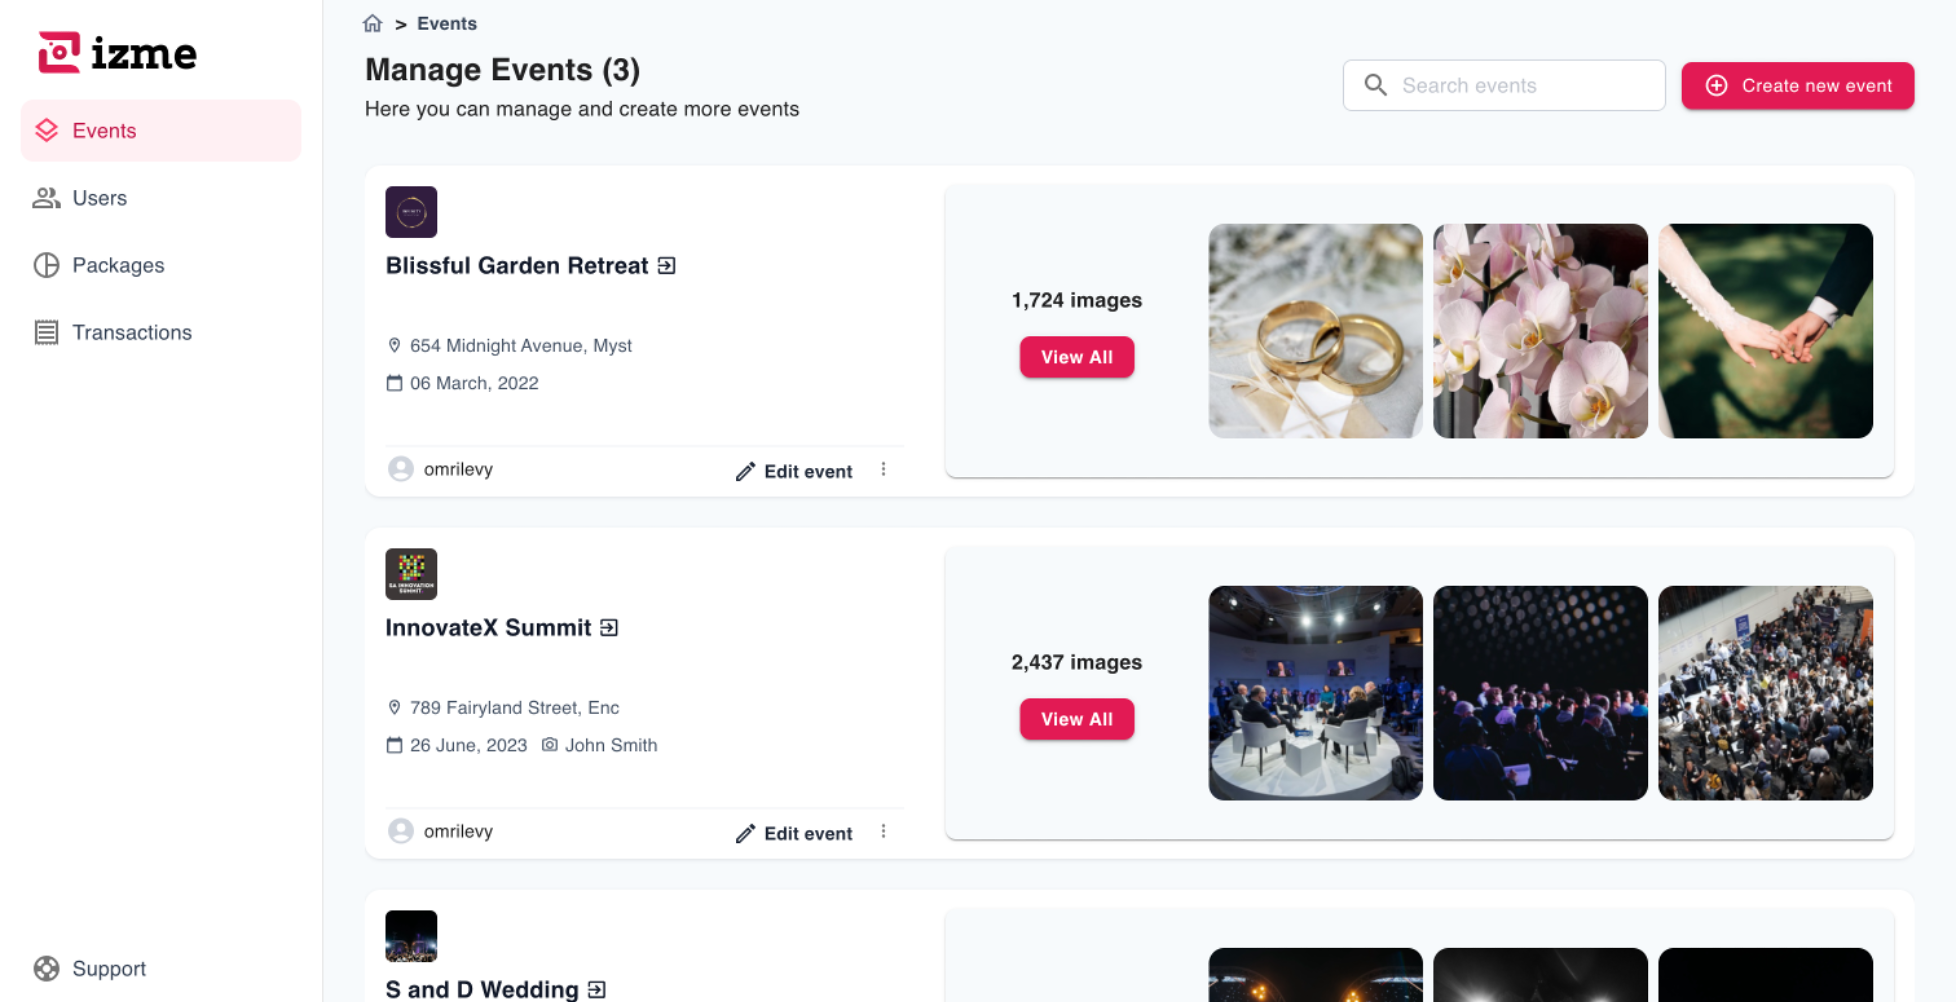 izme
Events
Users
Packages
Transactions
Support
> Events
Manage Events (3)
Here you can manage and create more events
Search events
Create new event
Blissful Garden Retreat
654 Midnight Avenue, Myst
06 March, 2022
omrilevy
Edit event
1,724 images
View All
SA INNOVATION
SUMMIT
InnovateX Summit
789 Fairyland Street, Enc
26 June, 2023 John Smith
omrilevy
Edit event
2,437 images
View All
S and D Wedding